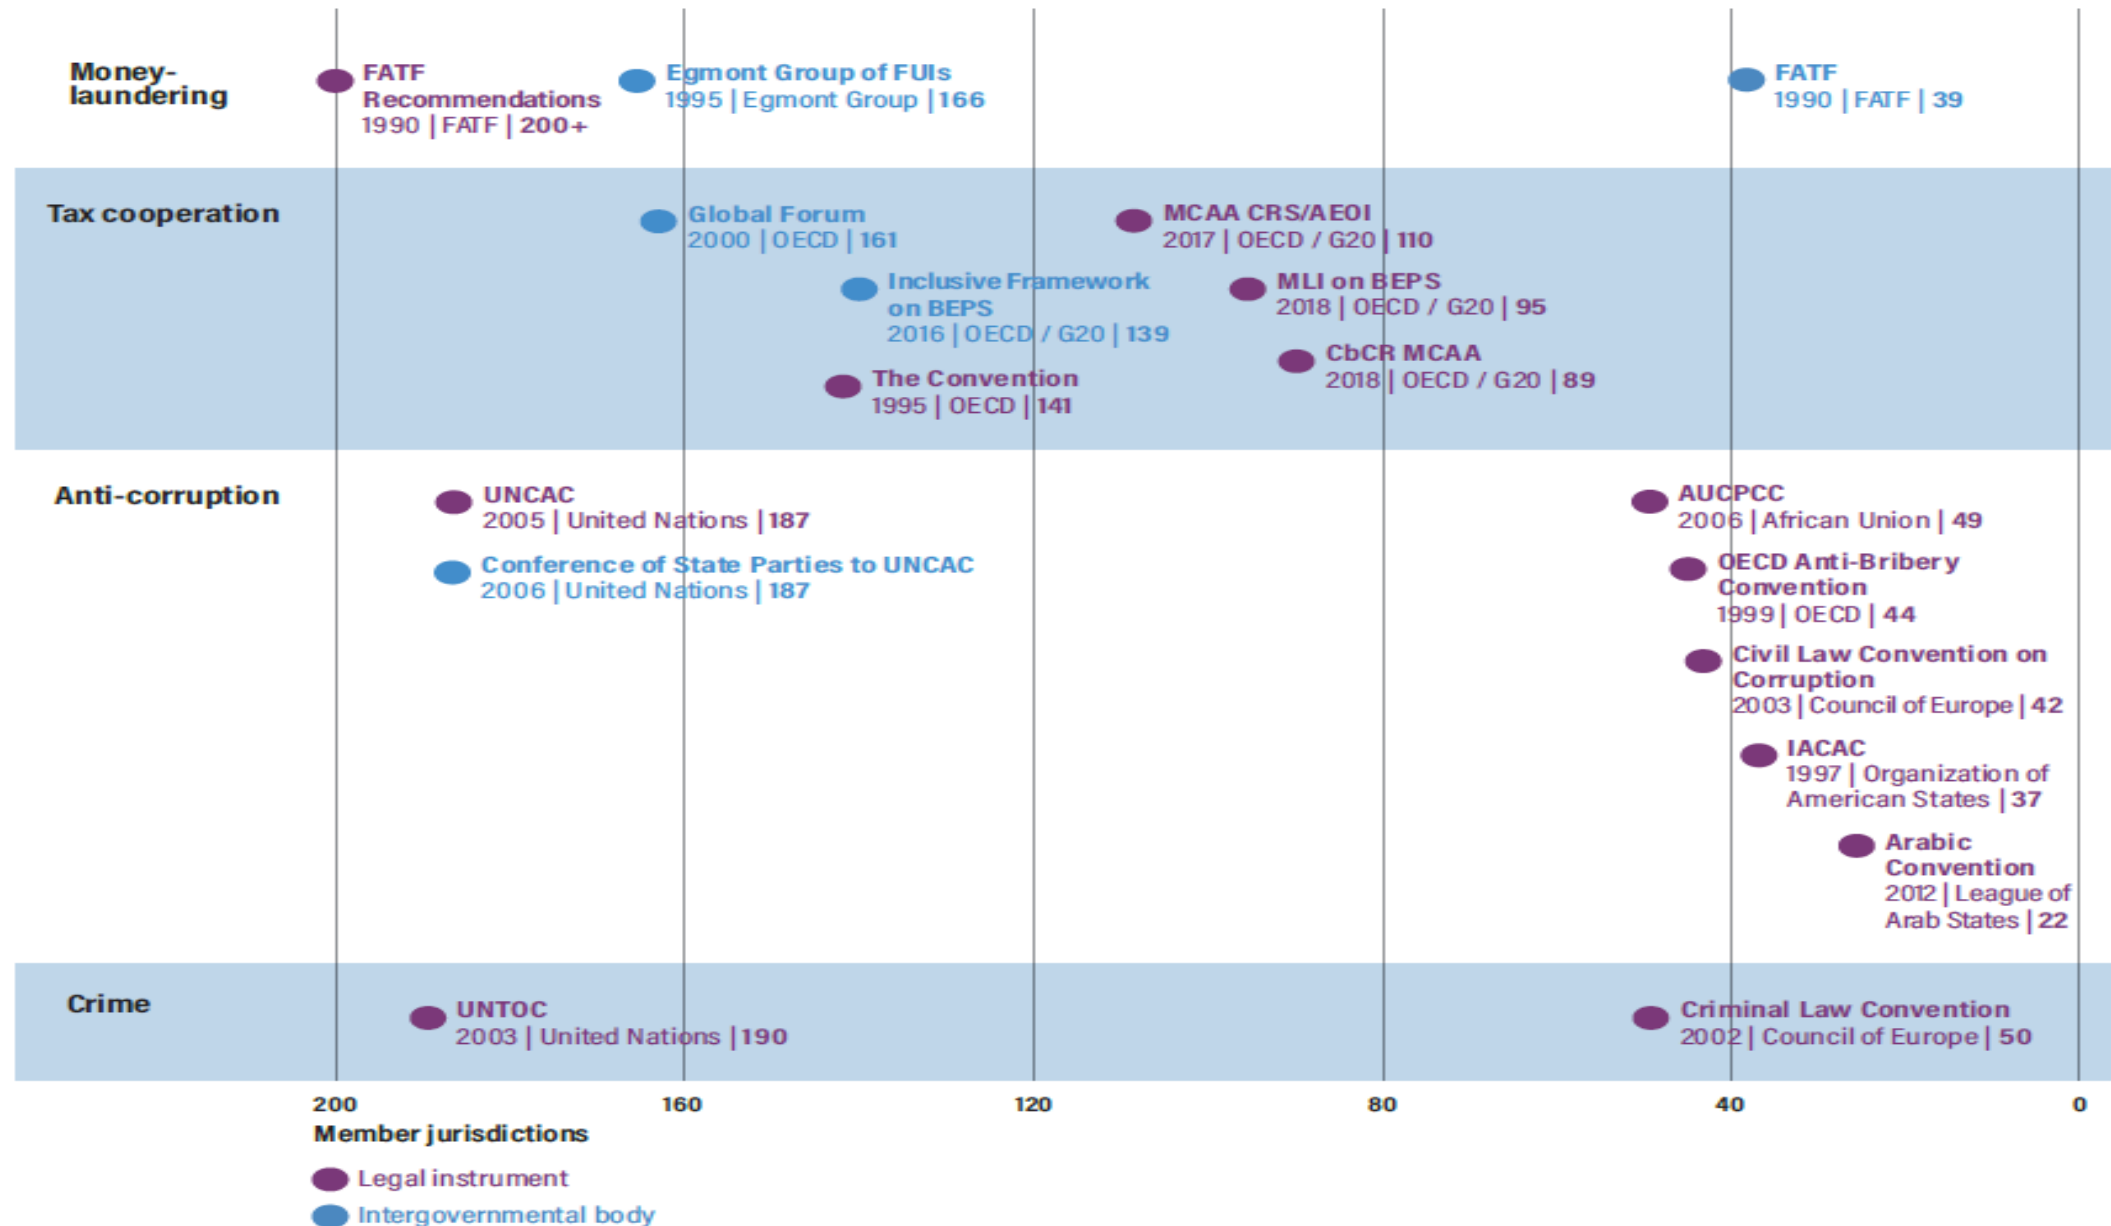 Money-
laundering
FATF
Recommendations
1990 | FATF | 200+
Egmont Group of FUIs
1995 | Egmont Group | 166
FATF
1990 | FATF | 39
Tax cooperation
Global Forum
2000 | OECD | 161
Inclusive Framework
on BEPS
2016 | OECD / G20 | 139
The Convention
1995 | OECD | 141
MCAA CRS/AEOI
2017 | OECD / G20 | 110
MLI on BEPS
2018 | OECD / G20 | 95
CbCR MCAA
2018 | OECD / G20 | 89
Anti-corruption
UNCAC
2005 | United Nations | 187
Conference of State Parties to UNCAC
2006 | United Nations | 187
AUCPCC
2006 | African Union | 49
OECD Anti-Bribery
Convention
1999 | OECD | 44
Civil Law Convention on
Corruption
2003 | Council of Europe | 42
IACAC
1997 | Organization of
American States | 37
Arabic
Convention
2012 | League of
Arab States | 22
Crime
UNTOC
2003 | United Nations | 190
Criminal Law Convention
2002 | Council of Europe | 50
200 160 120 80 40 0
Member jurisdictions
Legal instrument
Intergovernmental body